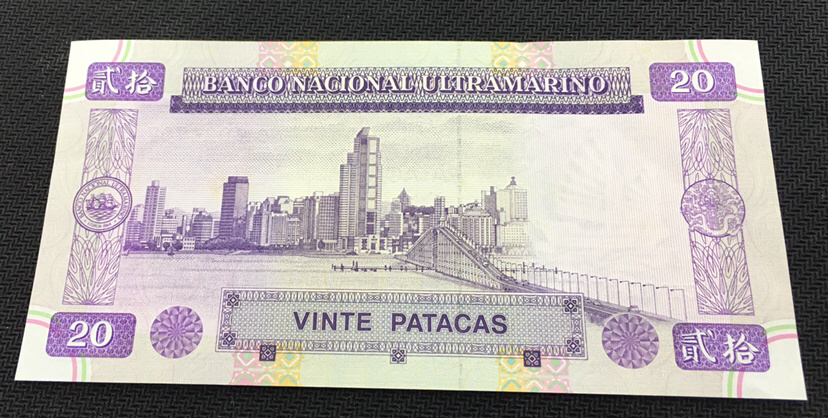 貳拾
BANCO NACIONAL ULTRAMARINO
20
20
VINTE PATACAS
貳拾